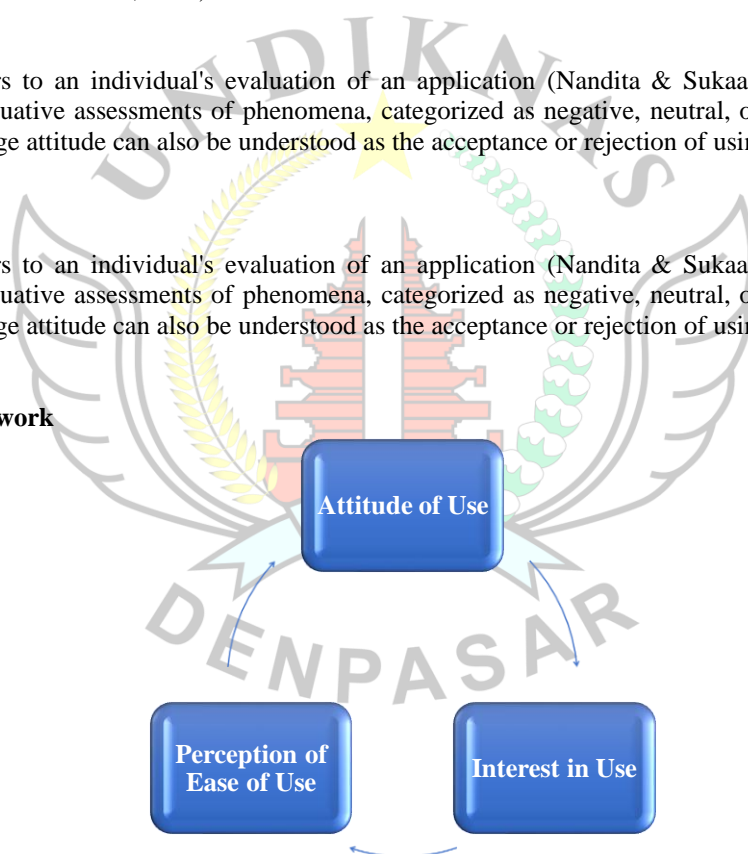 rs to an individual's evaluation of an application (Nandita & Sukaa
uative assessments of phenomena, categorized as negative, neutral, o
ge attitude can also be understood as the acceptance or rejection of usin
rs to an individual's evaluation of an application (Nandita & Sukaa
uative assessments of phenomena, categorized as negative, neutral, o
ge attitude can also be understood as the acceptance or rejection of usin
work
Attitude of Use
Perception of
Ease of Use
Interest in Use
UNDIKNAS
DENPASAR